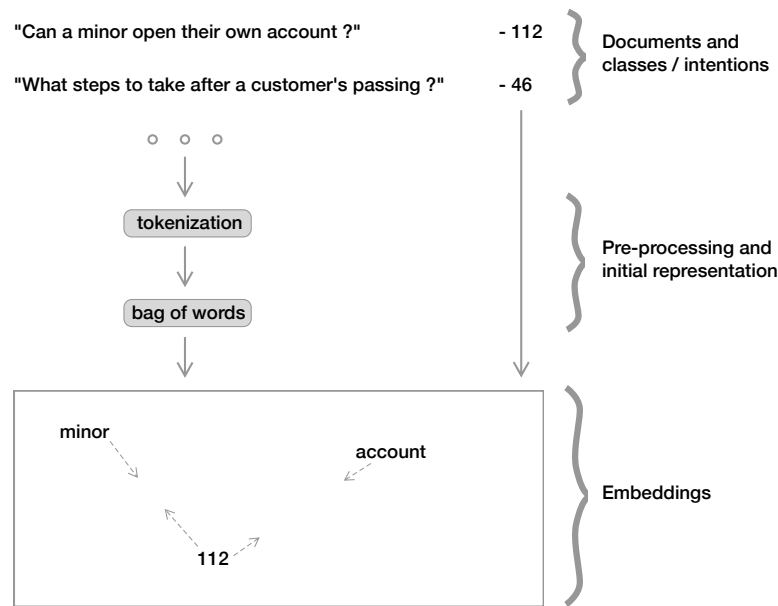 "Can a minor open their own account ?" - 112
"What steps to take after a customer's passing ?" - 46
Documents and
classes / intentions
tokenization
bag of words
Pre-processing and
initial representation
minor
account
112
Embeddings